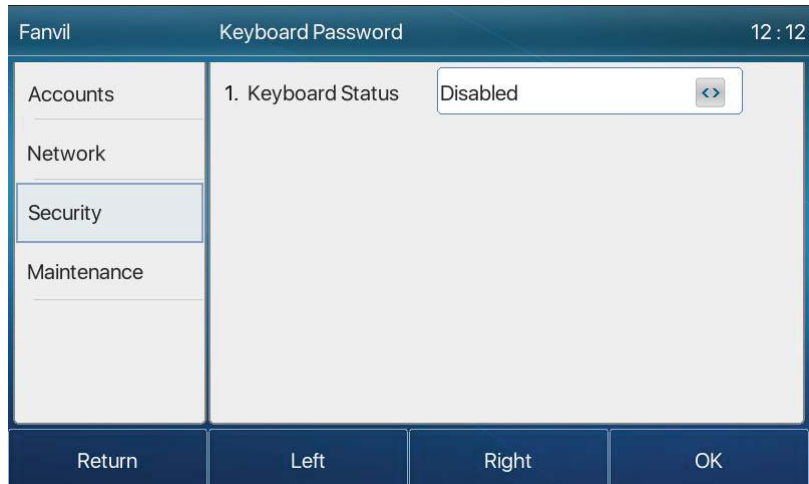 Fanvil Keyboard Password 12:12
Accounts
Network
Security
Maintenance
1. Keyboard Status Disabled
Return Left Right OK